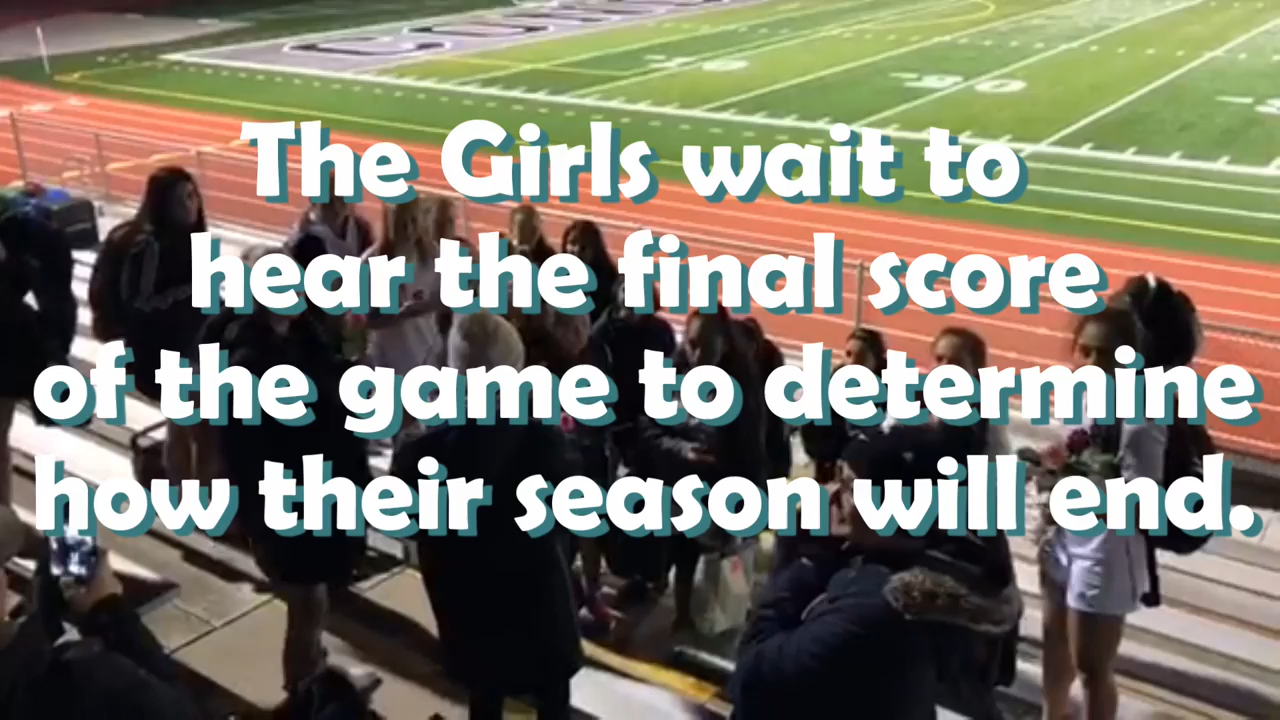 The Girls wait to
hear the final score
of the game to determine
how their season will end.